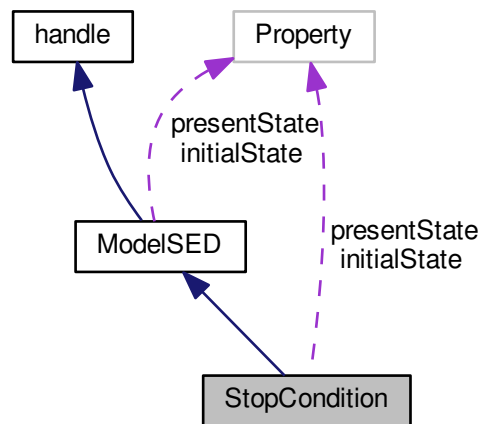 handle
Property
presentState
initialState
presentState
initialState
ModelSED
StopCondition